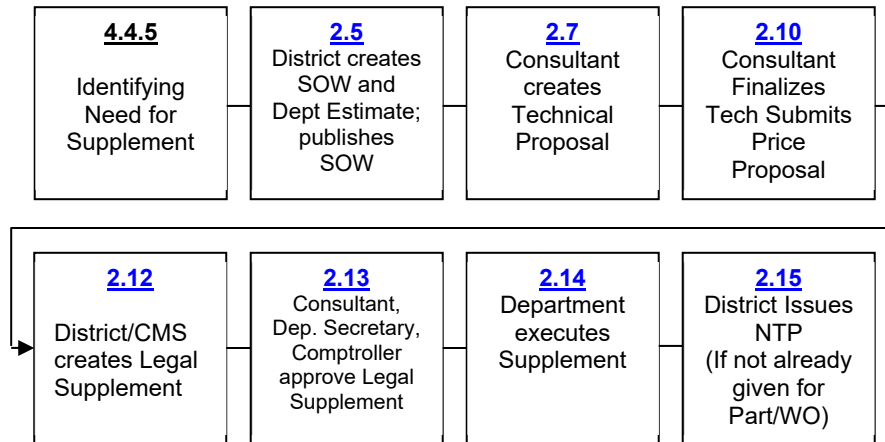 4.4.5
Identifying
Need for
Supplement
2.5
District creates
SOW and
Dept Estimate;
publishes
SOW
2.7
Consultant
creates
Technical
Proposal
2.10
Consultant
Finalizes
Tech Submits
Price
Proposal
2.12
District/CMS
creates Legal
Supplement
2.13
Consultant,
Dep. Secretary,
Comptroller
approve Legal
Supplement
2.14
Department
executes
Supplement
2.15
District Issues
NTP
(If not already
given for
Part/WO)